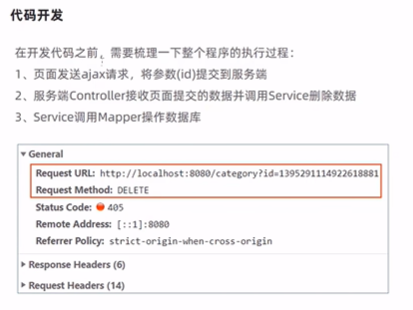 代码开发
在开发代码之前，需要梳理一下整个程序的执行过程：
1、页面发送ajax请求，将参数(id)提交到服务端
2、服务端Controller接收页面提交的数据并调用Service删除数据
3、Service调用Mapper操作数据库
General
Request URL: http://localhost:8080/category?id=1395291114922618881
Request Method: DELETE
Status Code: 405
Remote Address: [::1]:8080
Referrer Policy: strict-origin-when-cross-origin
Response Headers (6)
Request Headers (14)